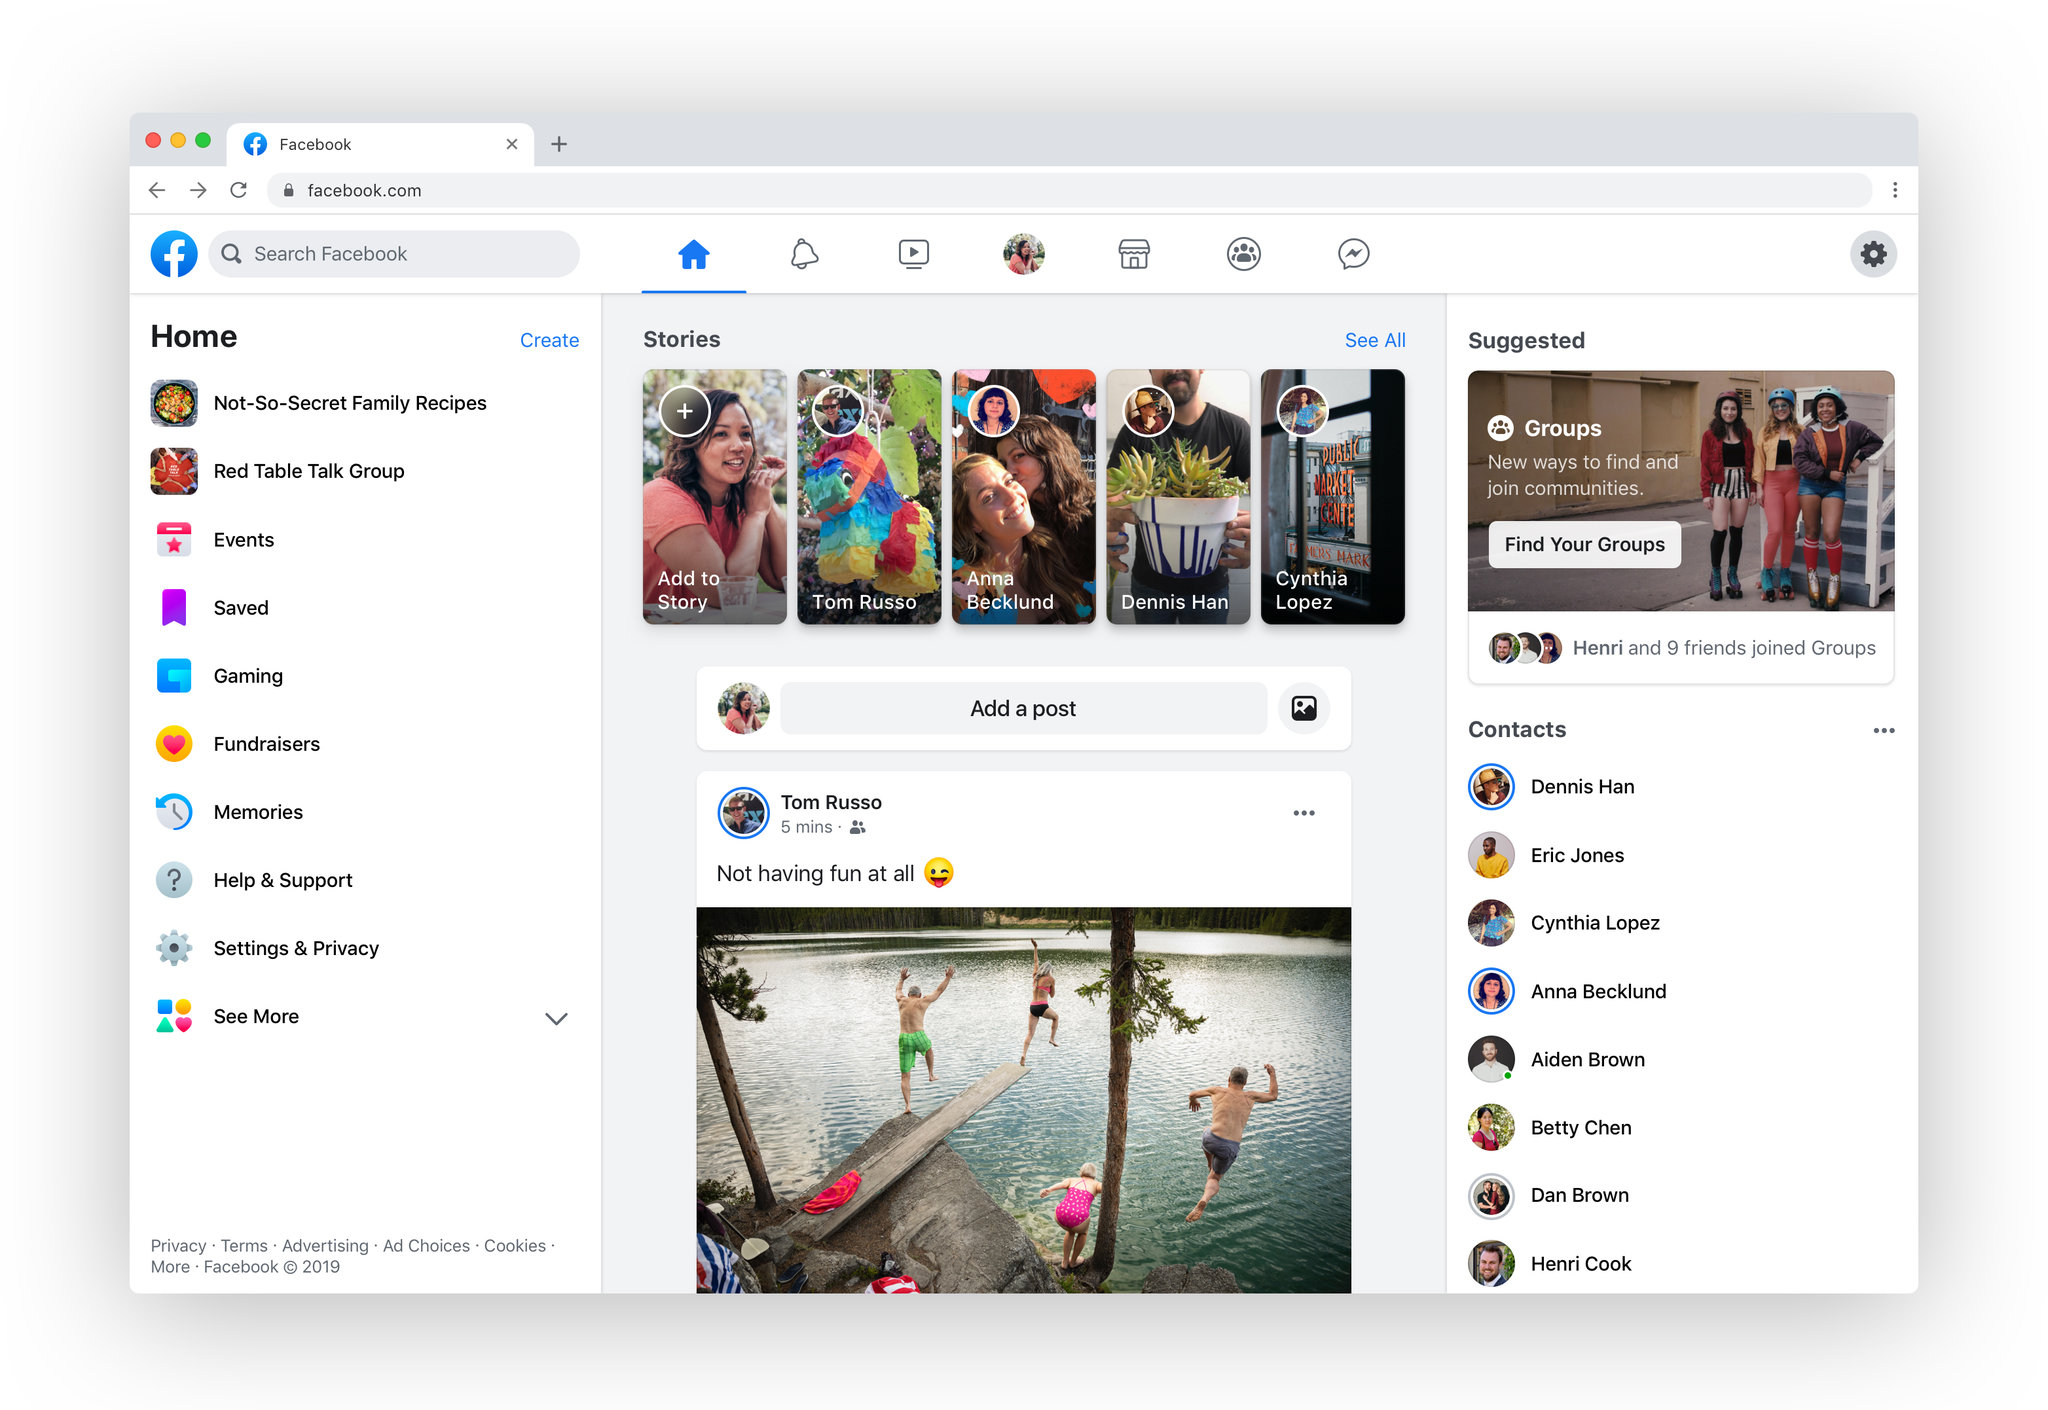 Facebook
facebook.com
Search Facebook
Home
Create
Not-So-Secret Family Recipes
Red Table Talk Group
Events
Saved
Gaming
Fundraisers
Memories
Help & Support
Settings & Privacy
See More
Privacy · Terms · Advertising · Ad Choices · Cookies ·
More · Facebook © 2019
Stories
See All
Add to
Story
Tom Russo
Anna
Becklund
Dennis Han
PUBLIC
MARKET
CENTE
FARMERS MARK
Cynthia
Lopez
Add a post
Tom Russo
5 mins ·
Not having fun at all 😜
Suggested
Groups
New ways to find and
join communities.
Find Your Groups
Henri and 9 friends joined Groups
Contacts
Dennis Han
Eric Jones
Cynthia Lopez
Anna Becklund
Aiden Brown
Betty Chen
Dan Brown
Henri Cook